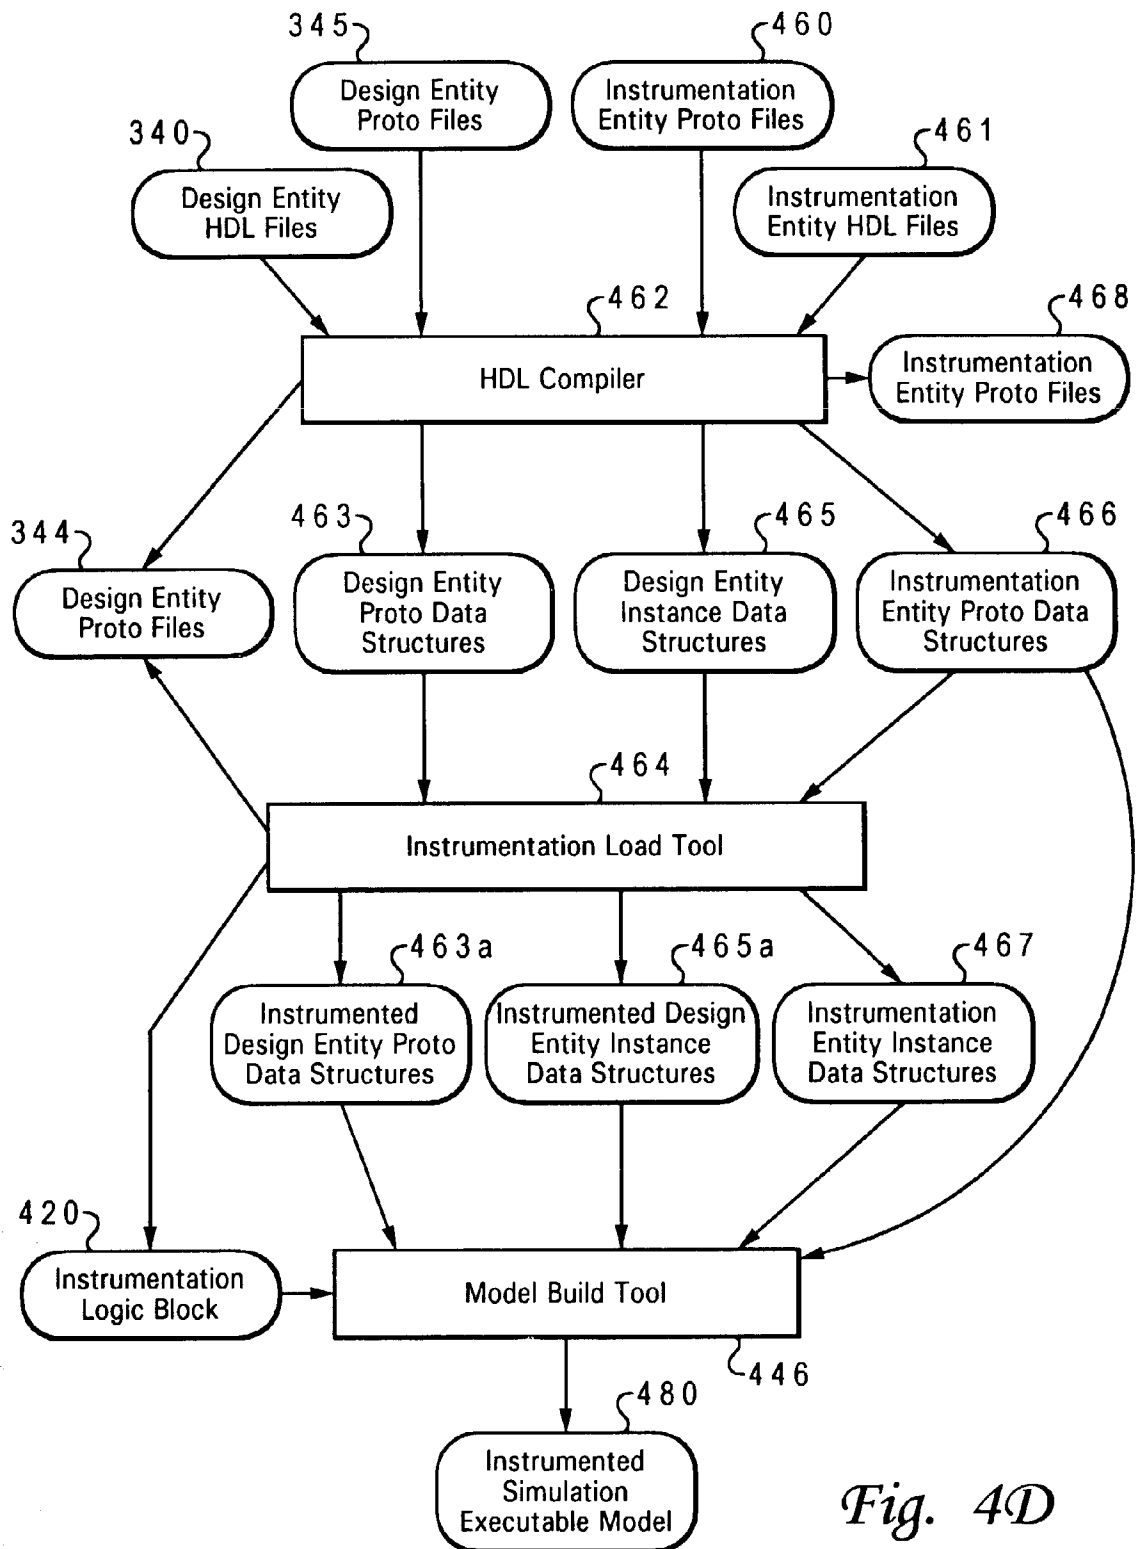 345
460
Design Entity
Proto Files
Instrumentation
Entity Proto Files
340
461
Design Entity
HDL Files
Instrumentation
Entity HDL Files
462
468
HDL Compiler
Instrumentation
Entity Proto Files
344
463
465
466
Design Entity
Proto Files
Design Entity
Proto Data
Structures
Design Entity
Instance Data
Structures
Instrumentation
Entity Proto Data
Structures
464
Instrumentation Load Tool
463a
465a
467
Instrumented
Design Entity Proto
Data Structures
Instrumented Design
Entity Instance
Data Structures
Instrumentation
Entity Instance
Data Structures
420
Instrumentation
Logic Block
Model Build Tool
446
480
Instrumented
Simulation
Executable Model
Fig. 4D